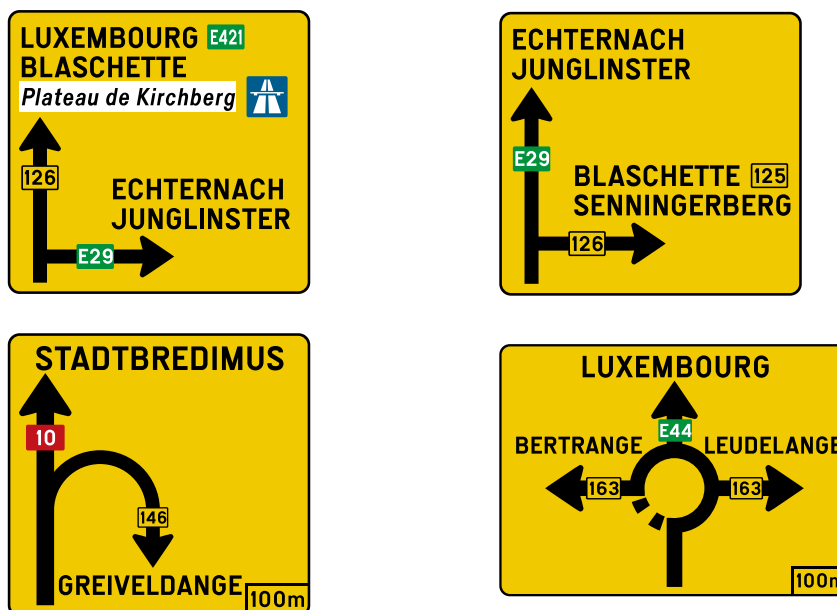 LUXEMBOURG E421
BLASCHETTE
Plateau de Kirchberg
126
ECHTERNACH
JUNGLINSTER
E29
ECHTERNACH
JUNGLINSTER
E29
BLASCHETTE 125
SENNINGERBERG
126
STADTBREDIMUS
10
146
GREIVELDANGE
100m
LUXEMBOURG
E44
BERTRANGE LEUDELANGE
163 163
100m